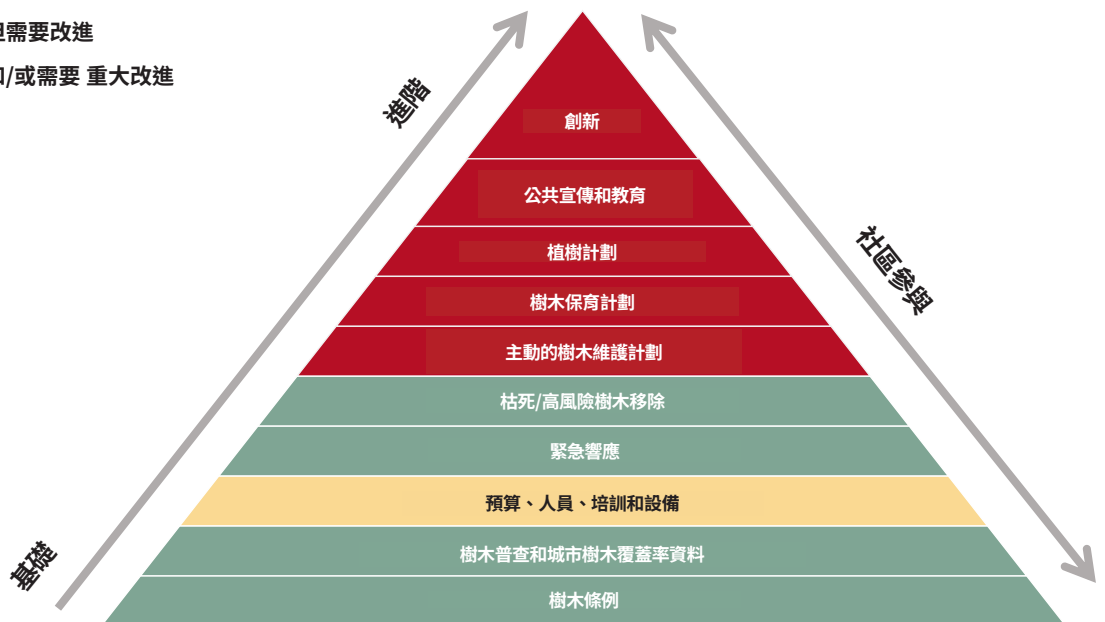 需要改進
/或需要 重大改進
進階
創新
公共宣傳和教育
植樹計劃
社區參與
樹木保育計劃
主動的樹木維護計劃
枯死/高風險樹木移除
緊急響應
預算、人員、培訓和設備
基礎
樹木普查和城市樹木覆蓋率資料
樹木條例